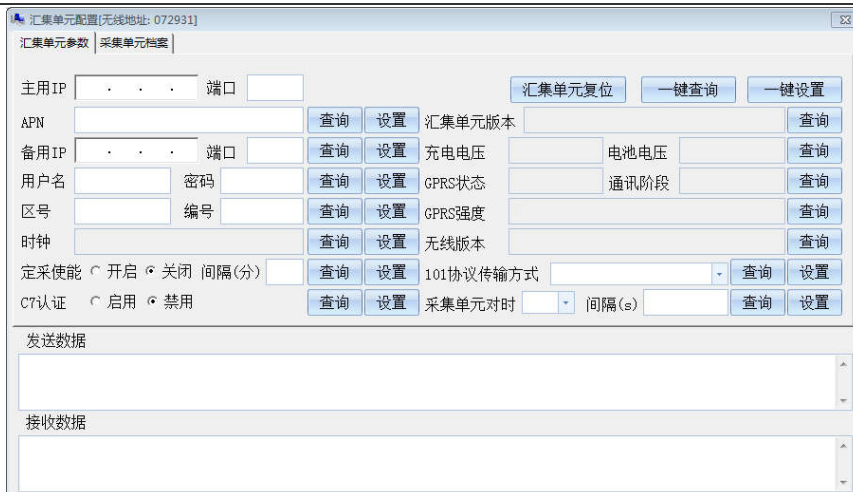 汇集单元配置[无线地址: 072931]
汇集单元参数 采集单元档案
主用IP . . . 端口 汇集单元复位 一键查询 一键设置
APN 查询 设置 汇集单元版本 查询
备用IP . . . 端口 查询 设置 充电电压 电池电压 查询
用户名 密码 查询 设置 GPRS状态 通讯阶段 查询
区号 编号 查询 设置 GPRS强度 查询
时钟 查询 设置 无线版本 查询
定采使能 开启 关闭 间隔(分) 查询 设置 101协议传输方式 查询 设置
C7认证 启用 禁用 查询 设置 采集单元对时 间隔(s) 查询 设置
发送数据
接收数据